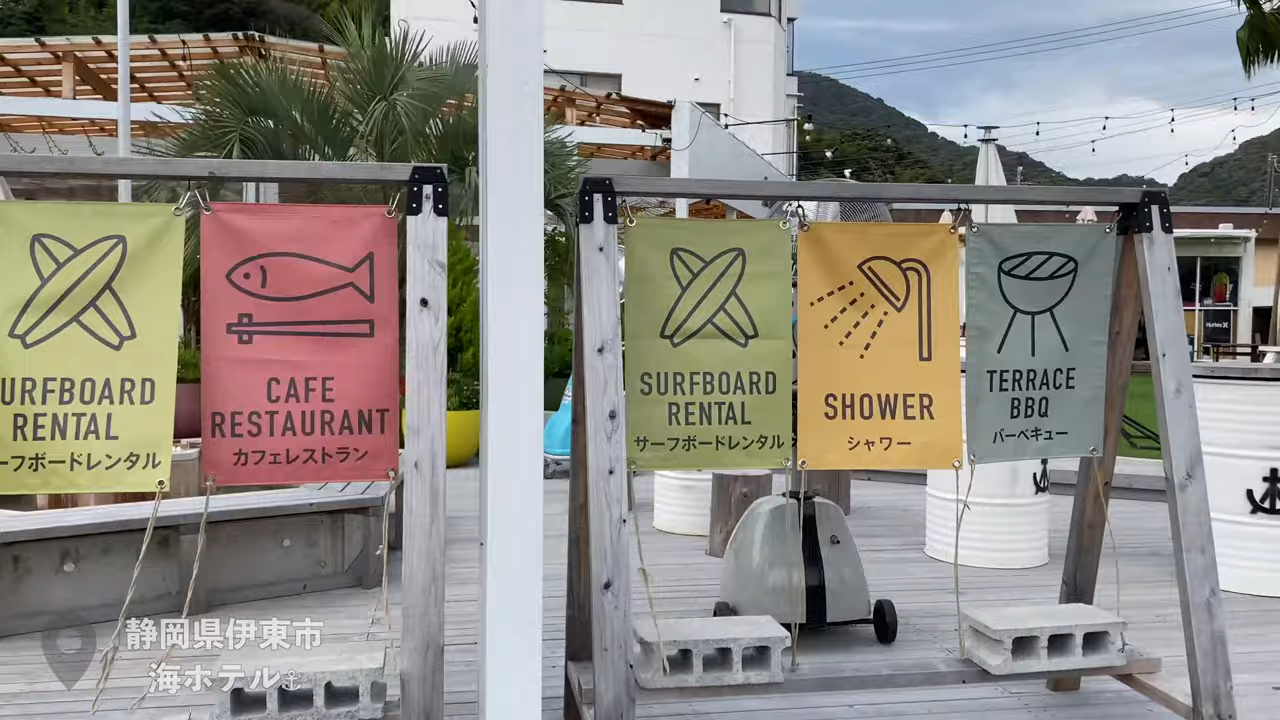 URFBOARD
RENTAL
ーフボードレンタル
CAFE
RESTAURANT
カフェレストラン
SURFBOARD
RENTAL
サーフボードレンタル
SHOWER
シャワー
TERRACE
BBQ
バーベキュー
Hurley
静岡県伊東市
海ホテル⚓